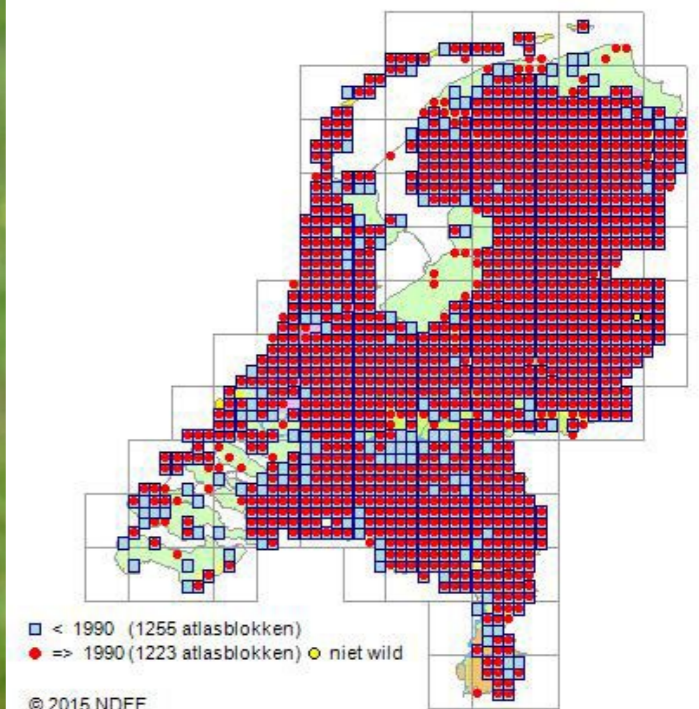 < 1990 (1255 atlasblokken)
=> 1990 (1223 atlasblokken) niet wild
© 2015 NDFF